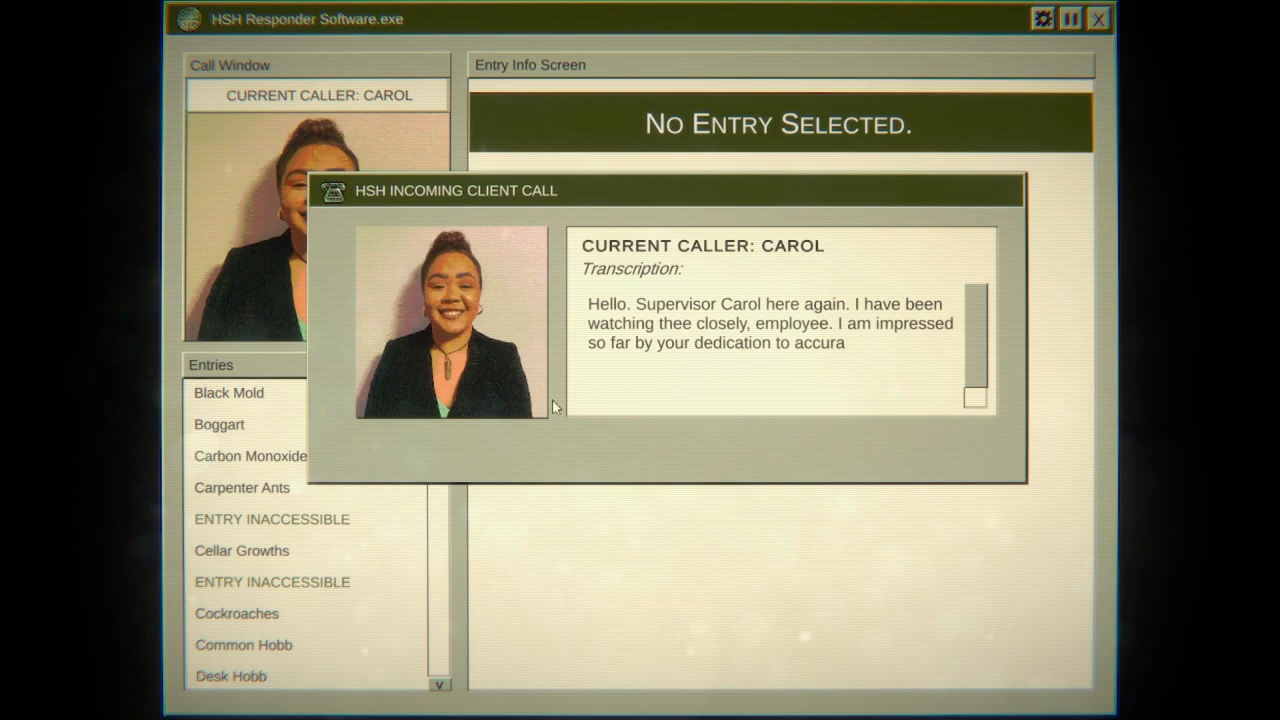 HSH Responder Software.exe
X
Call Window
CURRENT CALLER: CAROL
Entry Info Screen
No Entry Selected.
HSH INCOMING CLIENT CALL
CURRENT CALLER: CAROL
Transcription:
Hello. Supervisor Carol here again. I have been
watching thee closely, employee. I am impressed
so far by your dedication to accura
Entries
Black Mold
Boggart
Carbon Monoxide
Carpenter Ants
ENTRY INACCESSIBLE
Cellar Growths
ENTRY INACCESSIBLE
Cockroaches
Common Hobb
Desk Hobb
V